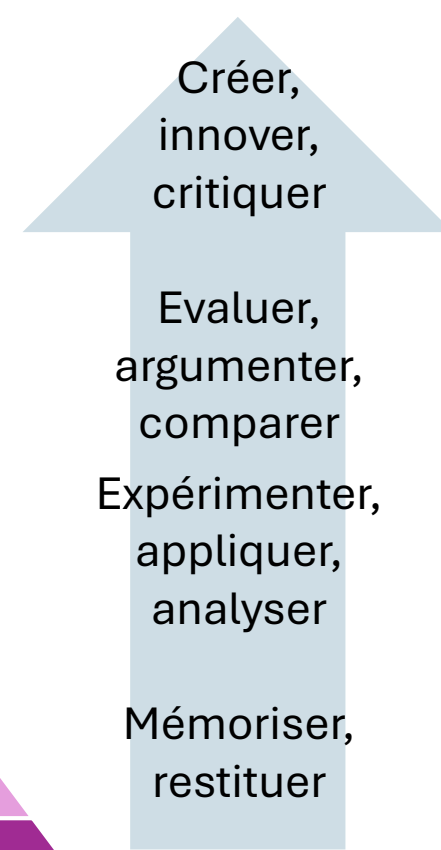 Créer,
innover,
critiquer
Evaluer,
argumenter,
comparer
Expérimenter,
appliquer,
analyser
Mémoriser,
restituer